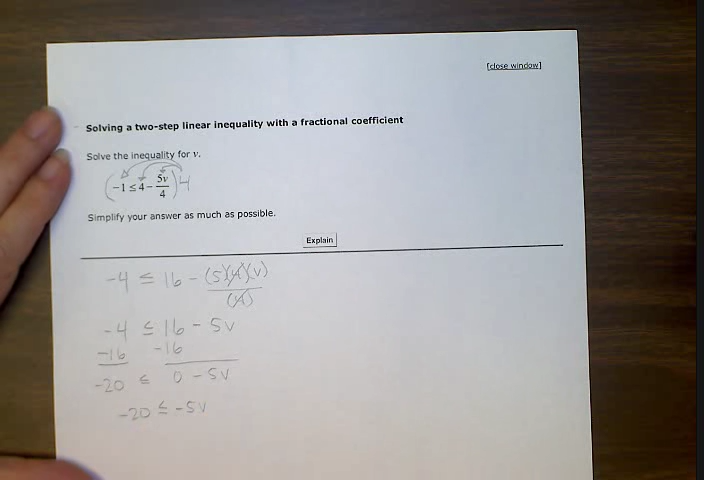 [close window]
Solving a two-step linear inequality with a fractional coefficient
Solve the inequality for v.
(-1 ≤ 4 - 5v/4) 4
Simplify your answer as much as possible.
Explain
-4 ≤ 16 - (5)(4)(v)/(4)
-4 ≤ 16 - 5v
-16 -16
-20 ≤ 0 - 5v
-20 ≤ -5v